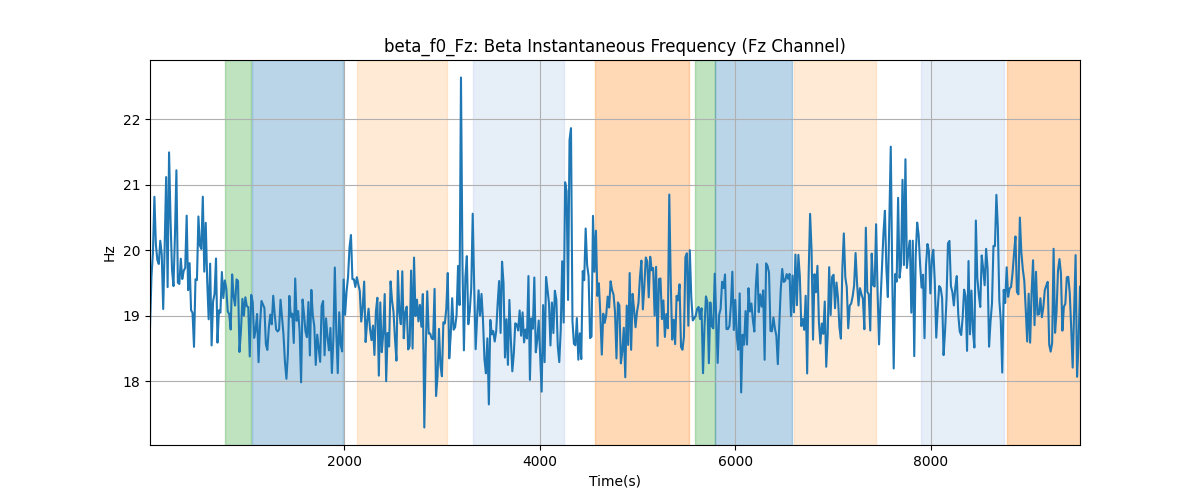 beta_f0_Fz: Beta Instantaneous Frequency (Fz Channel)
Hz
22
21
20
19
18
2000 4000 6000 8000
Time(s)